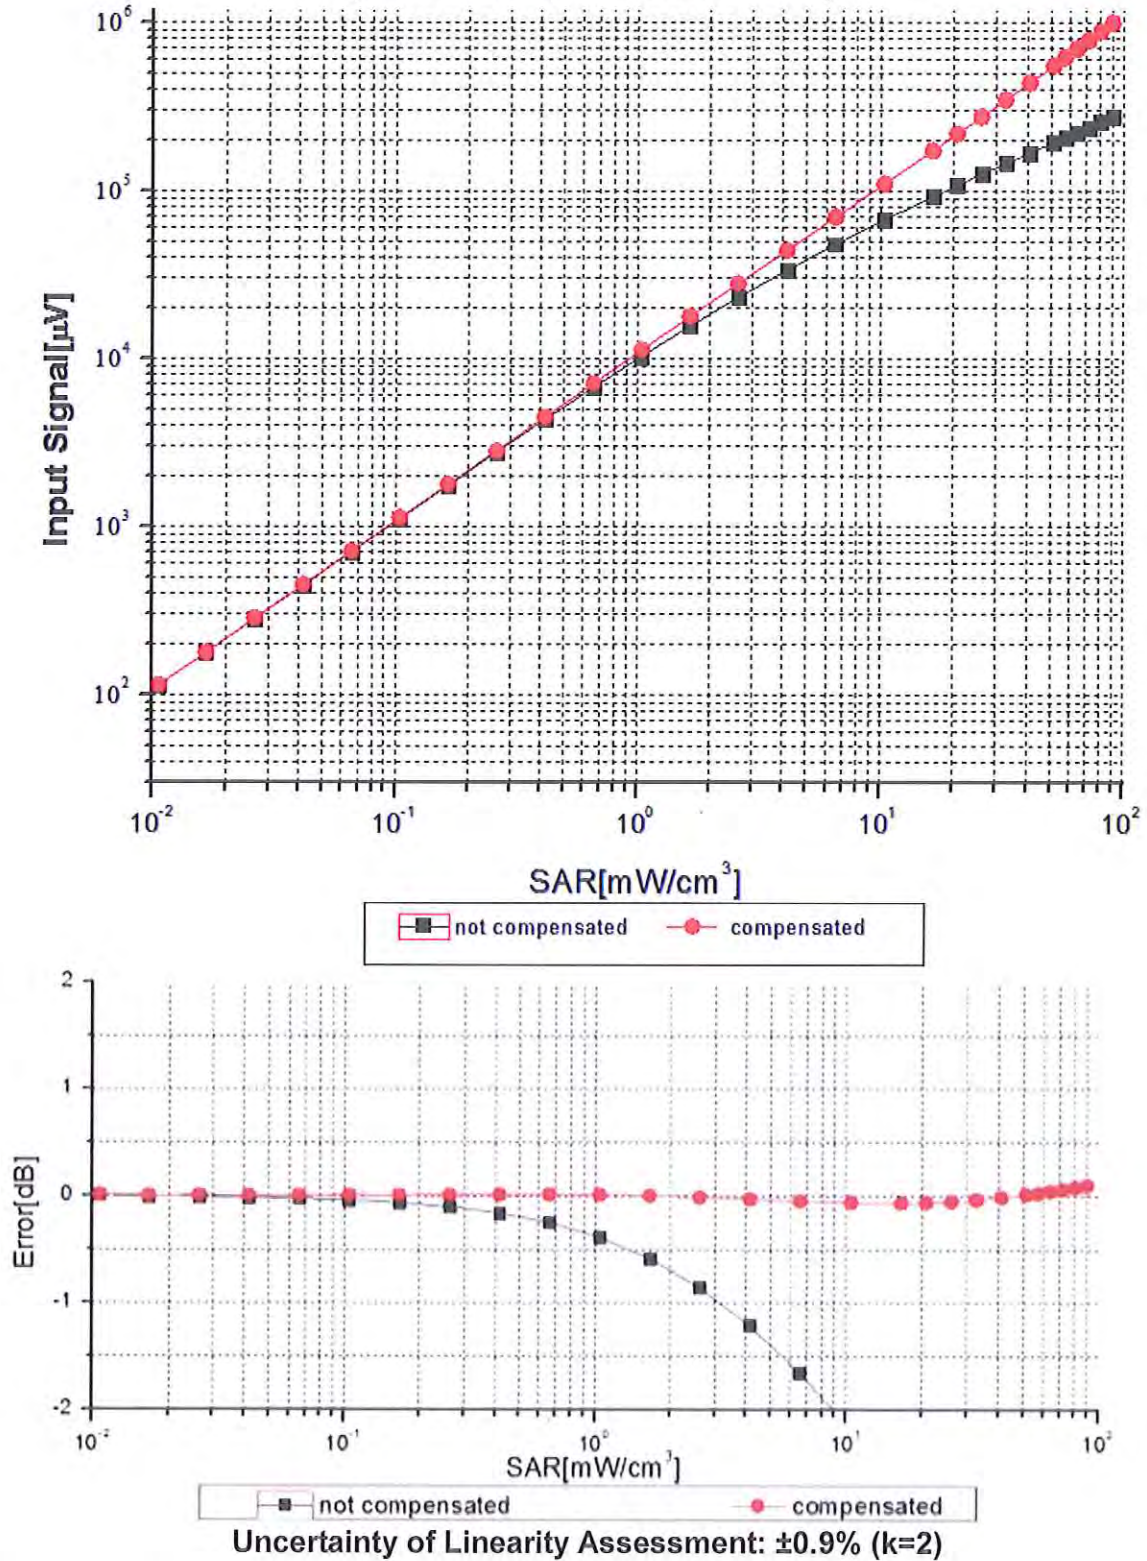 10⁶
10⁵
10⁴
10³
10²
Input Signal[µV]
10⁻² 10⁻¹ 10⁰ 10¹ 10²
SAR[mW/cm³]
not compensated compensated
2
1
0
-1
-2
Error[dB]
10⁻² 10⁻¹ 10⁰ 10¹ 10²
SAR[mW/cm³]
not compensated compensated
Uncertainty of Linearity Assessment: ±0.9% (k=2)